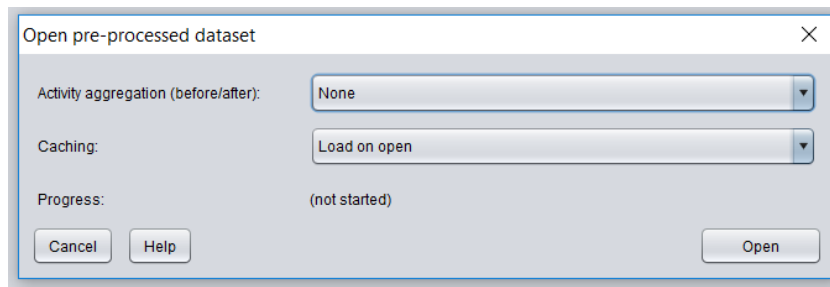 Open pre-processed dataset
Activity aggregation (before/after): None
Caching: Load on open
Progress: (not started)
Cancel Help Open